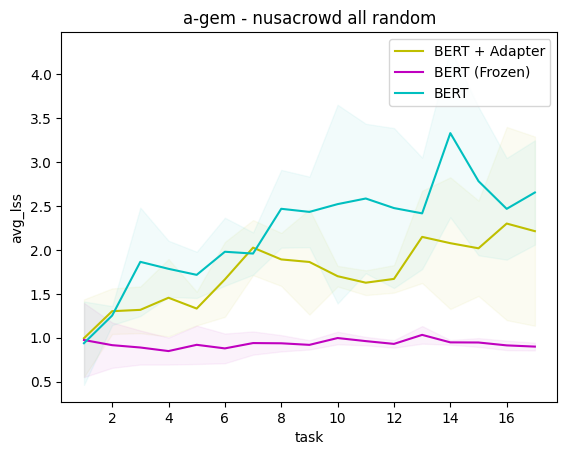 a-gem - nusacrowd all random
BERT + Adapter
BERT (Frozen)
BERT
avg_lss
4.0
3.5
3.0
2.5
2.0
1.5
1.0
0.5
2 4 6 8 10 12 14 16
task